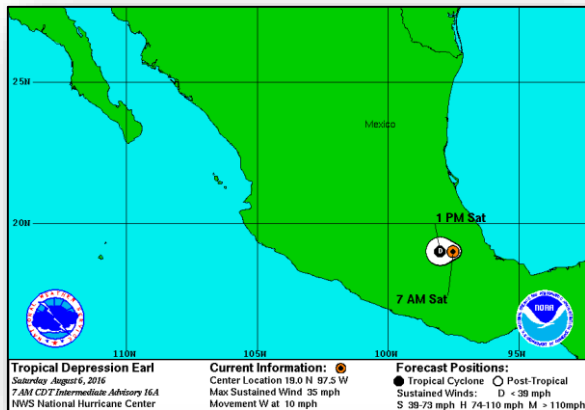 25N
Mexico
20N
1 PM Sat
D
7 AM Sat
NOAA
110N
105W
100W
95W
Tropical Depression Earl
Saturday August 6, 2016
7 AM CDT Intermediate Advisory 16A
NWS National Hurricane Center
Current Information:
Center Location 19.0 N 97.5 W
Max Sustained Wind 35 mph
Movement W at 10 mph
Forecast Positions:
Tropical Cyclone Post-Tropical
Sustained Winds: D < 39 mph
S 39-73 mph H 74-110 mph M > 110mph